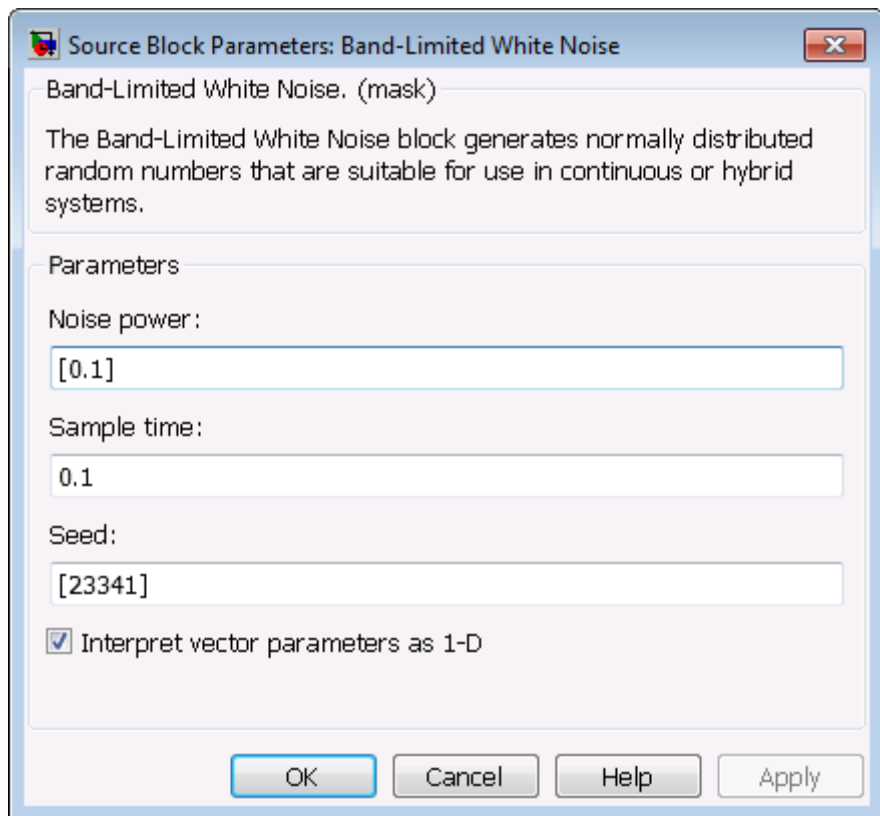 Source Block Parameters: Band-Limited White Noise
Band-Limited White Noise. (mask)
The Band-Limited White Noise block generates normally distributed
random numbers that are suitable for use in continuous or hybrid
systems.
Parameters
Noise power:
[0.1]
Sample time:
0.1
Seed:
[23341]
Interpret vector parameters as 1-D
OK Cancel Help Apply